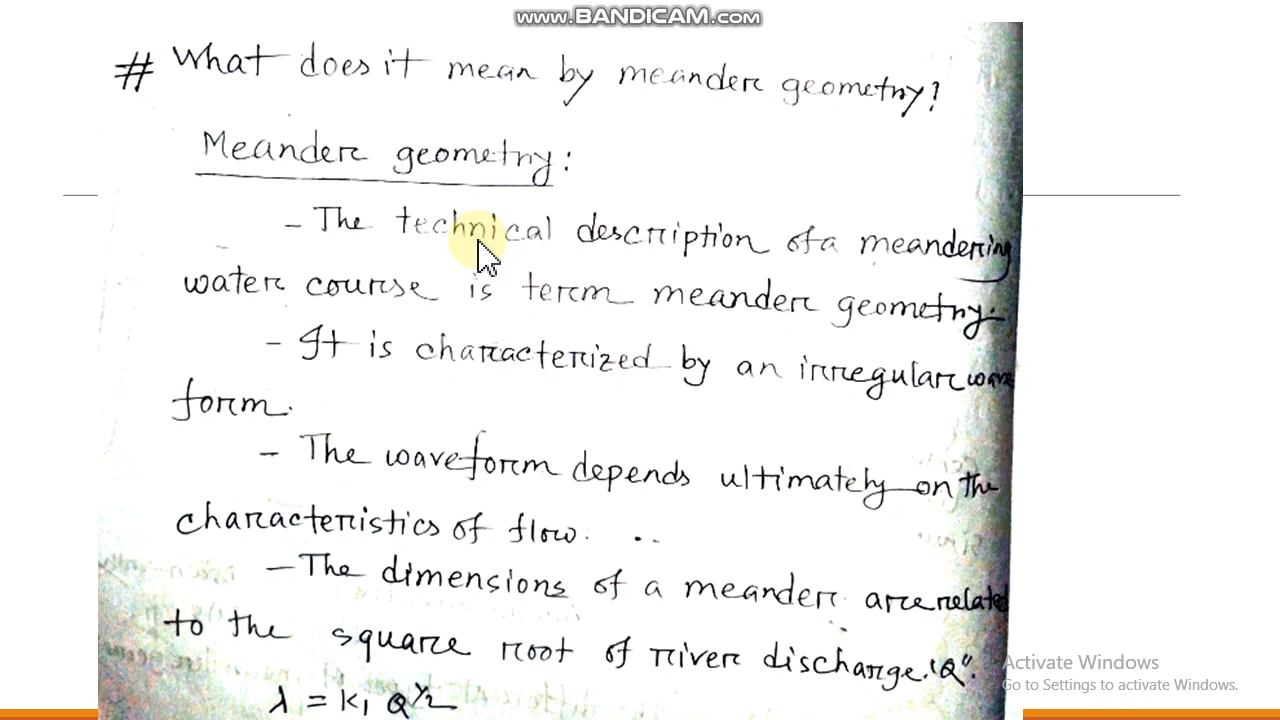 www.BANDICAM.com
# What does it mean by meander geometry?
Meander geometry:
- The technical description of a meandering
water course is term meander geometry.
- It is characterized by an irregular wave
form.
- The waveform depends ultimately on the
characteristics of flow.
- The dimensions of a meander are related
to the square root of river discharge. "Q".
λ = K₁ Q^1/2
Activate Windows
Go to Settings to activate Windows.